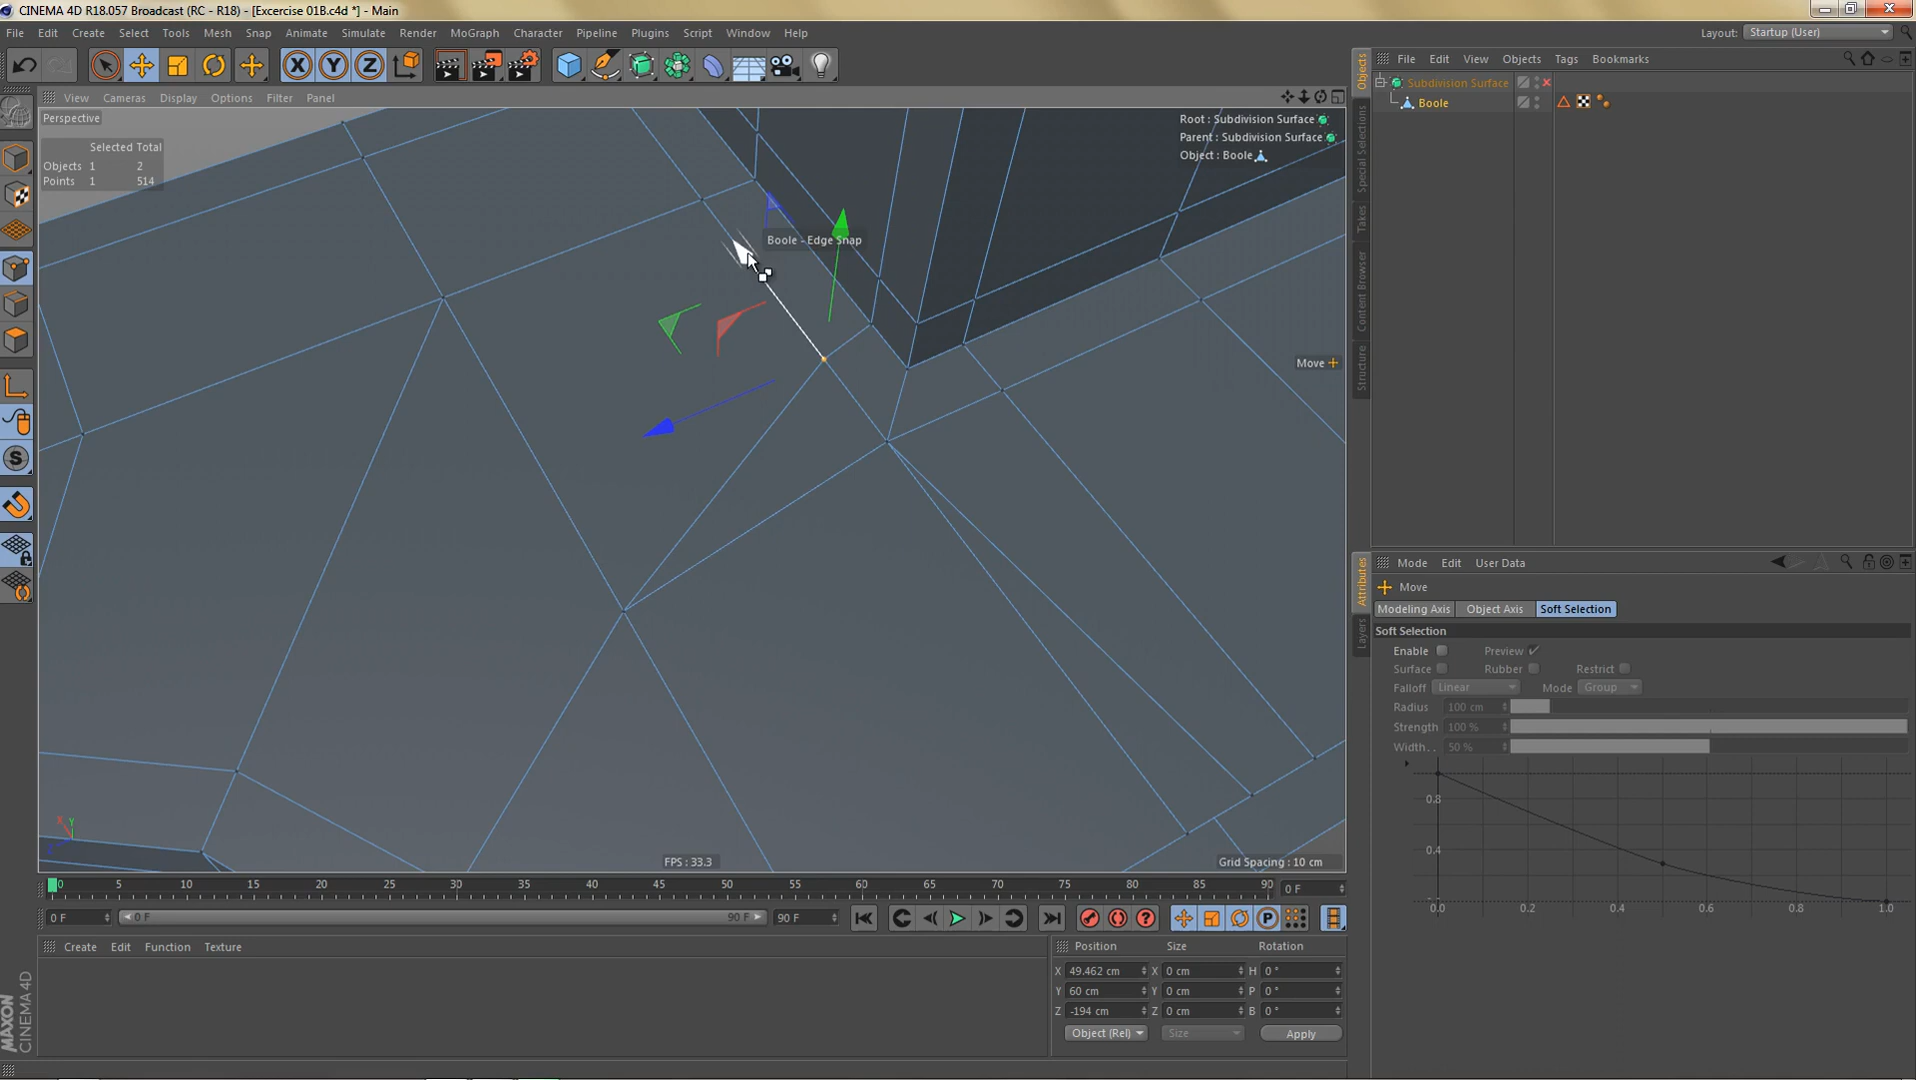 CINEMA 4D R18.057 Broadcast (RC - R18) - [Excercise 01B.c4d *] - Main
File Edit Create Select Tools Mesh Snap Animate Simulate Render MoGraph Character Pipeline Plugins Script Window Help
Layout: Startup (User)
X Y Z
View Cameras Display Options Filter Panel
Perspective
Selected Total
Objects 1 2
Points 1 514
Root : Subdivision Surface
Parent : Subdivision Surface
Object : Boole
Boole - Edge Snap
Move
X Y
S
FPS : 33.3
Grid Spacing : 10 cm
0 5 10 15 20 25 30 35 40 45 50 55 60 65 70 75 80 85 90 0 F
0 F 0 F 90 F 90 F
P
Create Edit Function Texture
MAXON
CINEMA 4D
Position Size Rotation
X 49.462 cm X 0 cm H 0 °
Y 60 cm Y 0 cm P 0 °
Z -194 cm Z 0 cm B 0 °
Object (Rel) Size Apply
Objects
Takes
Content Browser
Structure
File Edit View Objects Tags Bookmarks
Subdivision Surface
Boole
Attributes
Layers
Mode Edit User Data
Move
Modeling Axis Object Axis Soft Selection
Soft Selection
Enable Preview
Surface Rubber Restrict
Falloff Linear Mode Group
Radius 100 cm
Strength 100 %
Width . . 50 %
0.8
0.4
0.0 0.2 0.4 0.6 0.8 1.0